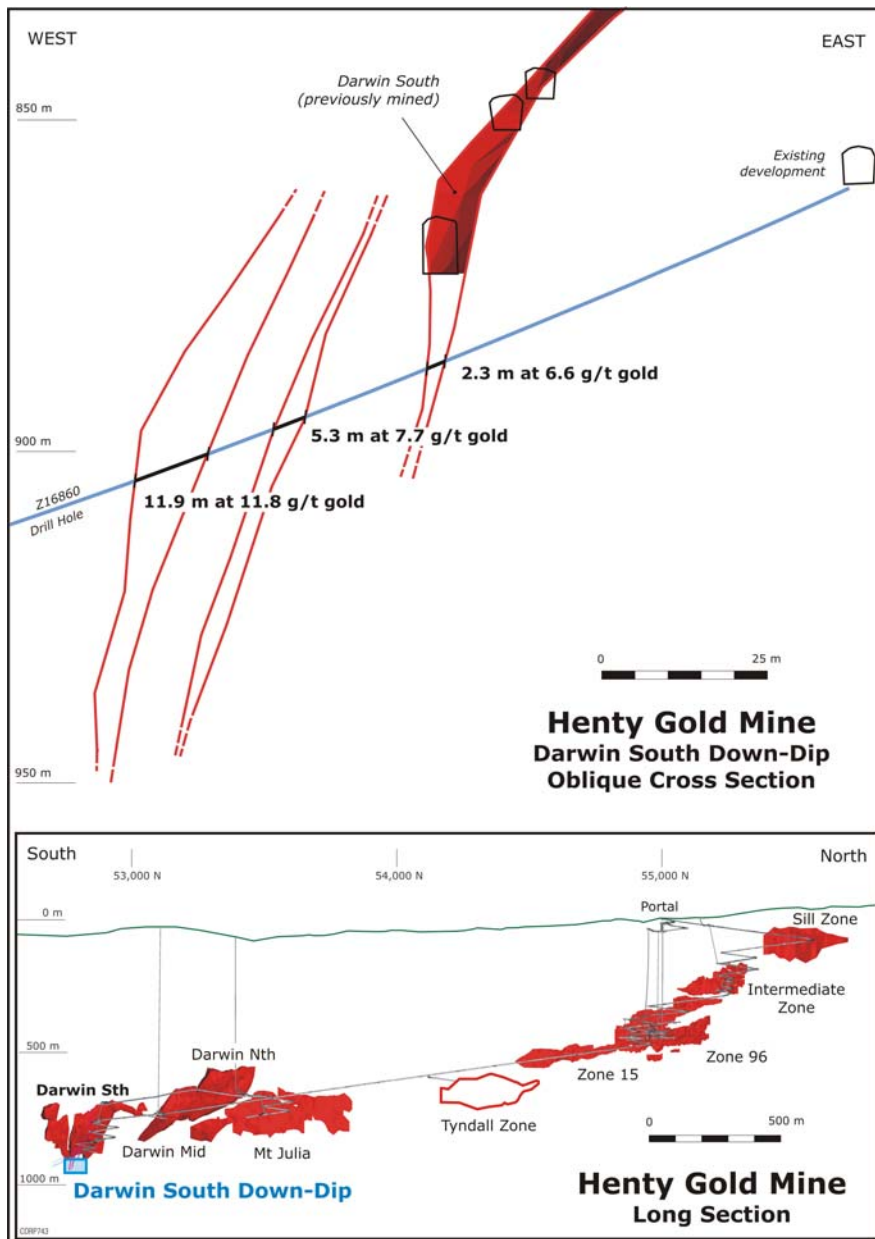 WEST
EAST
Darwin South
(previously mined)
850 m
Existing
development
2.3 m at 6.6 g/t gold
5.3 m at 7.7 g/t gold
900 m
Z16860
Drill Hole
11.9 m at 11.8 g/t gold
0 25 m
Henty Gold Mine
Darwin South Down-Dip
Oblique Cross Section
950 m
South
North
53,000 N 54,000 N 55,000 N
0 m
Portal
Sill Zone
Intermediate
Zone
500 m
Darwin Nth
Zone 96
Zone 15
Darwin Sth
Tyndall Zone
Darwin Mid
Mt Julia
0 500 m
1000 m
Darwin South Down-Dip
Henty Gold Mine
Long Section
CORP743